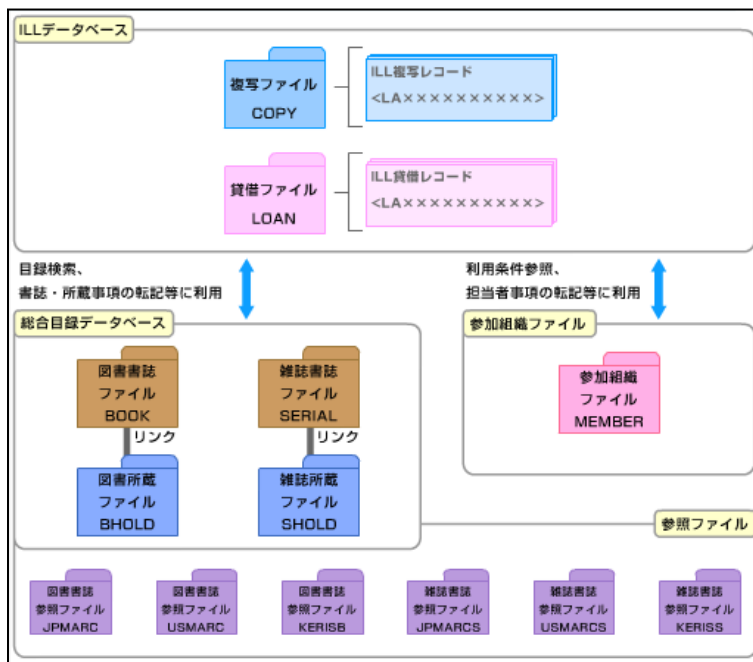 ILLデータベース
複写ファイル
COPY
ILL複写レコード
<LA××××××××××>
貸借ファイル
LOAN
ILL貸借レコード
<LA××××××××××>
目録検索、
書誌・所蔵事項の転記等に利用
利用条件参照、
担当者事項の転記等に利用
総合目録データベース
図書書誌
ファイル
BOOK
リンク
図書所蔵
ファイル
BHOLD
雑誌書誌
ファイル
SERIAL
リンク
雑誌所蔵
ファイル
SHOLD
参加組織ファイル
参加組織
ファイル
MEMBER
参照ファイル
図書書誌
参照ファイル
JPMARC
図書書誌
参照ファイル
USMARC
図書書誌
参照ファイル
KERISB
雑誌書誌
参照ファイル
JPMARCS
雑誌書誌
参照ファイル
USMARCS
雑誌書誌
参照ファイル
KERISS